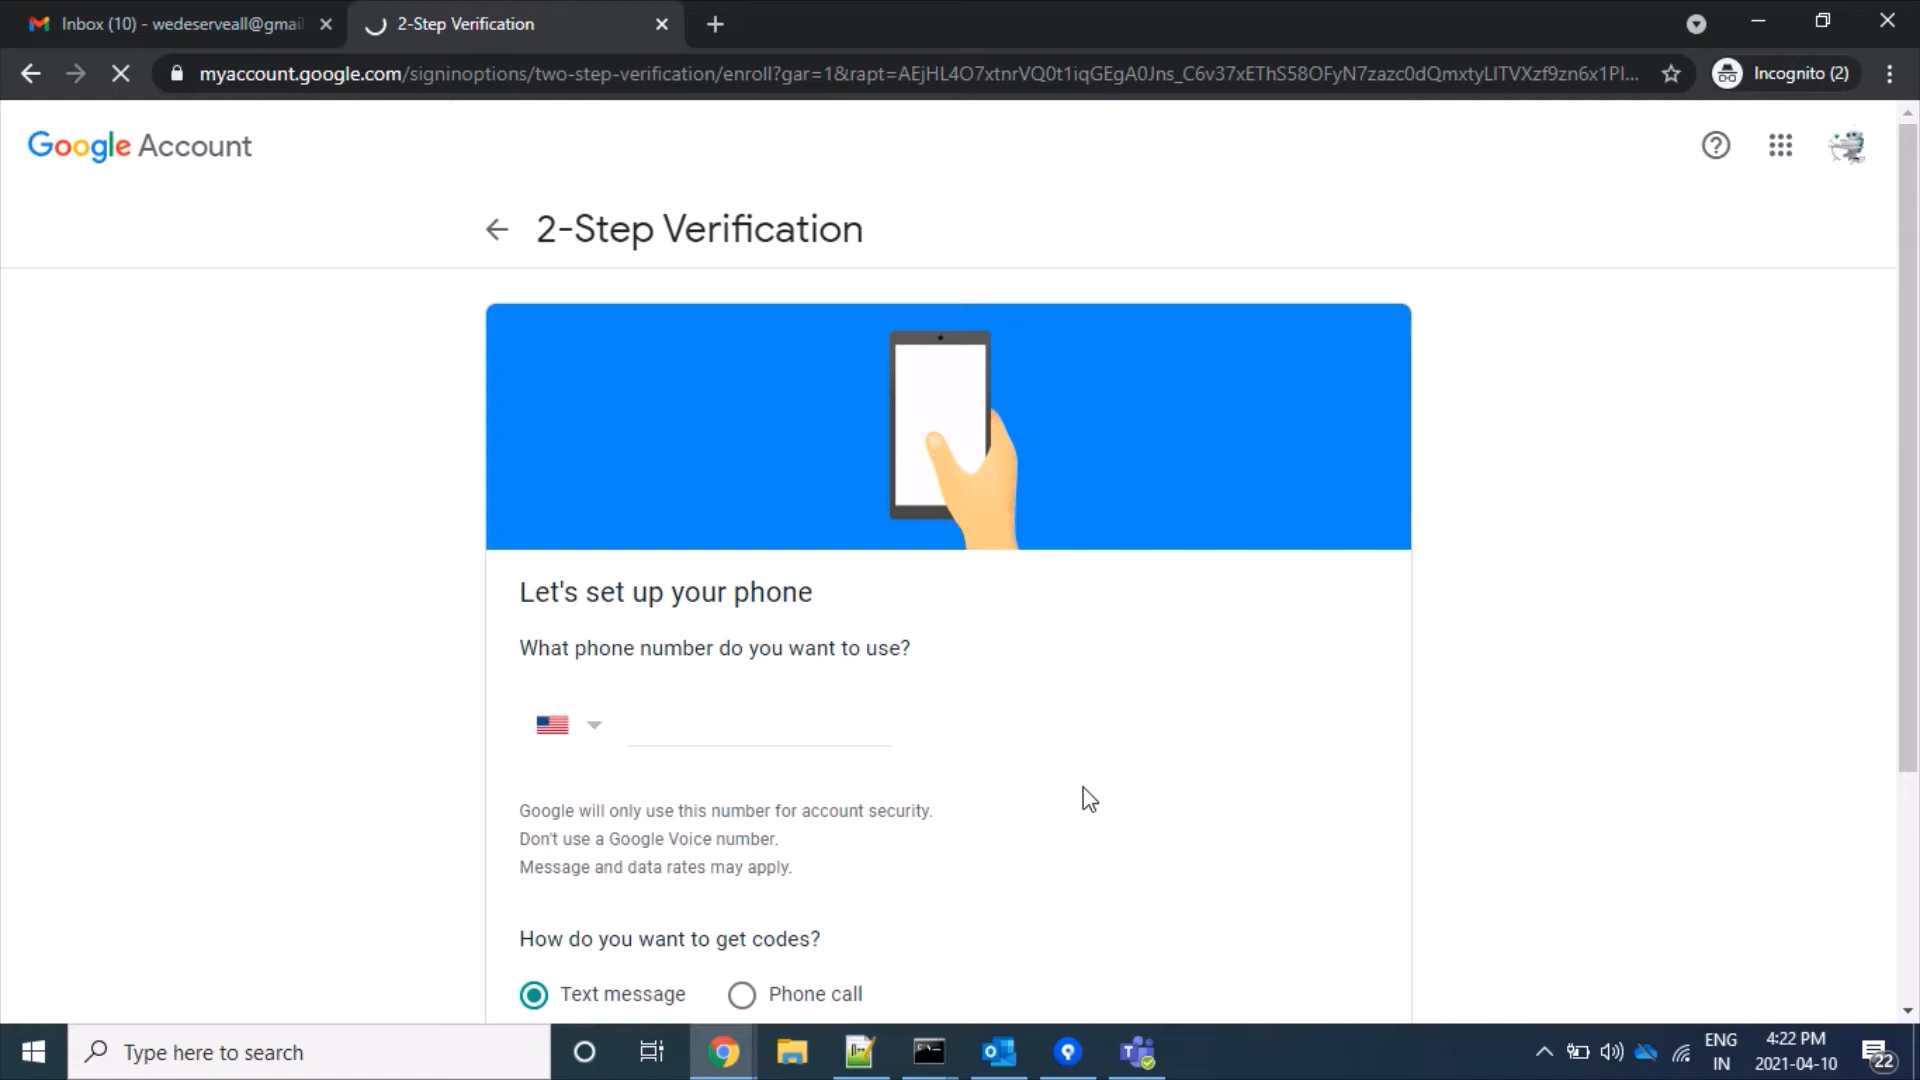 Inbox (10) - wedeserveall@gmai
2-Step Verification
myaccount.google.com/signinoptions/two-step-verification/enroll?gar=1&rapt=AEjHL4O7xtnrVQ0t1iqGEgA0Jns_C6v37xEThS58OFyN7zazc0dQmxtyLITVXzf9zn6x1PI...
Incognito (2)
Google Account
2-Step Verification
Let's set up your phone
What phone number do you want to use?
Google will only use this number for account security.
Don't use a Google Voice number.
Message and data rates may apply.
How do you want to get codes?
Text message
Phone call
Type here to search
ENG
IN
4:22 PM
2021-04-10
22